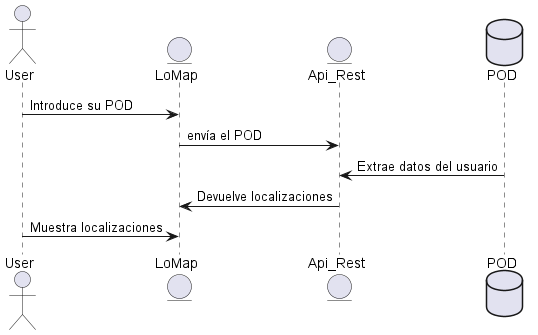 User LoMap Api_Rest POD
Introduce su POD
envía el POD
Extrae datos del usuario
Devuelve localizaciones
Muestra localizaciones
User LoMap Api_Rest POD